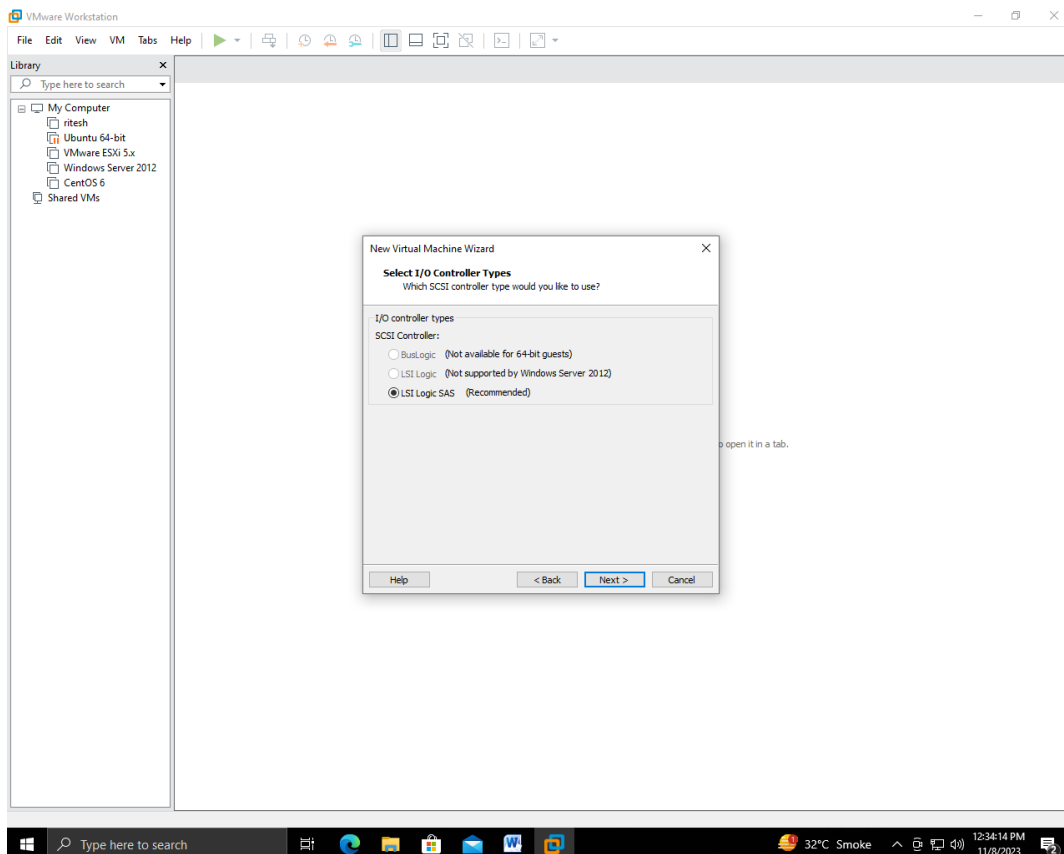 VMware Workstation
File Edit View VM Tabs Help
Library
Type here to search
My Computer
ritesh
Ubuntu 64-bit
VMware ESXi 5.x
Windows Server 2012
CentOS 6
Shared VMs
New Virtual Machine Wizard
Select I/O Controller Types
Which SCSI controller type would you like to use?
I/O controller types
SCSI Controller:
BusLogic (Not available for 64-bit guests)
LSI Logic (Not supported by Windows Server 2012)
LSI Logic SAS (Recommended)
o open it in a tab.
Help < Back Next > Cancel
Type here to search
32°C Smoke
12:34:14 PM
11/8/2023
2